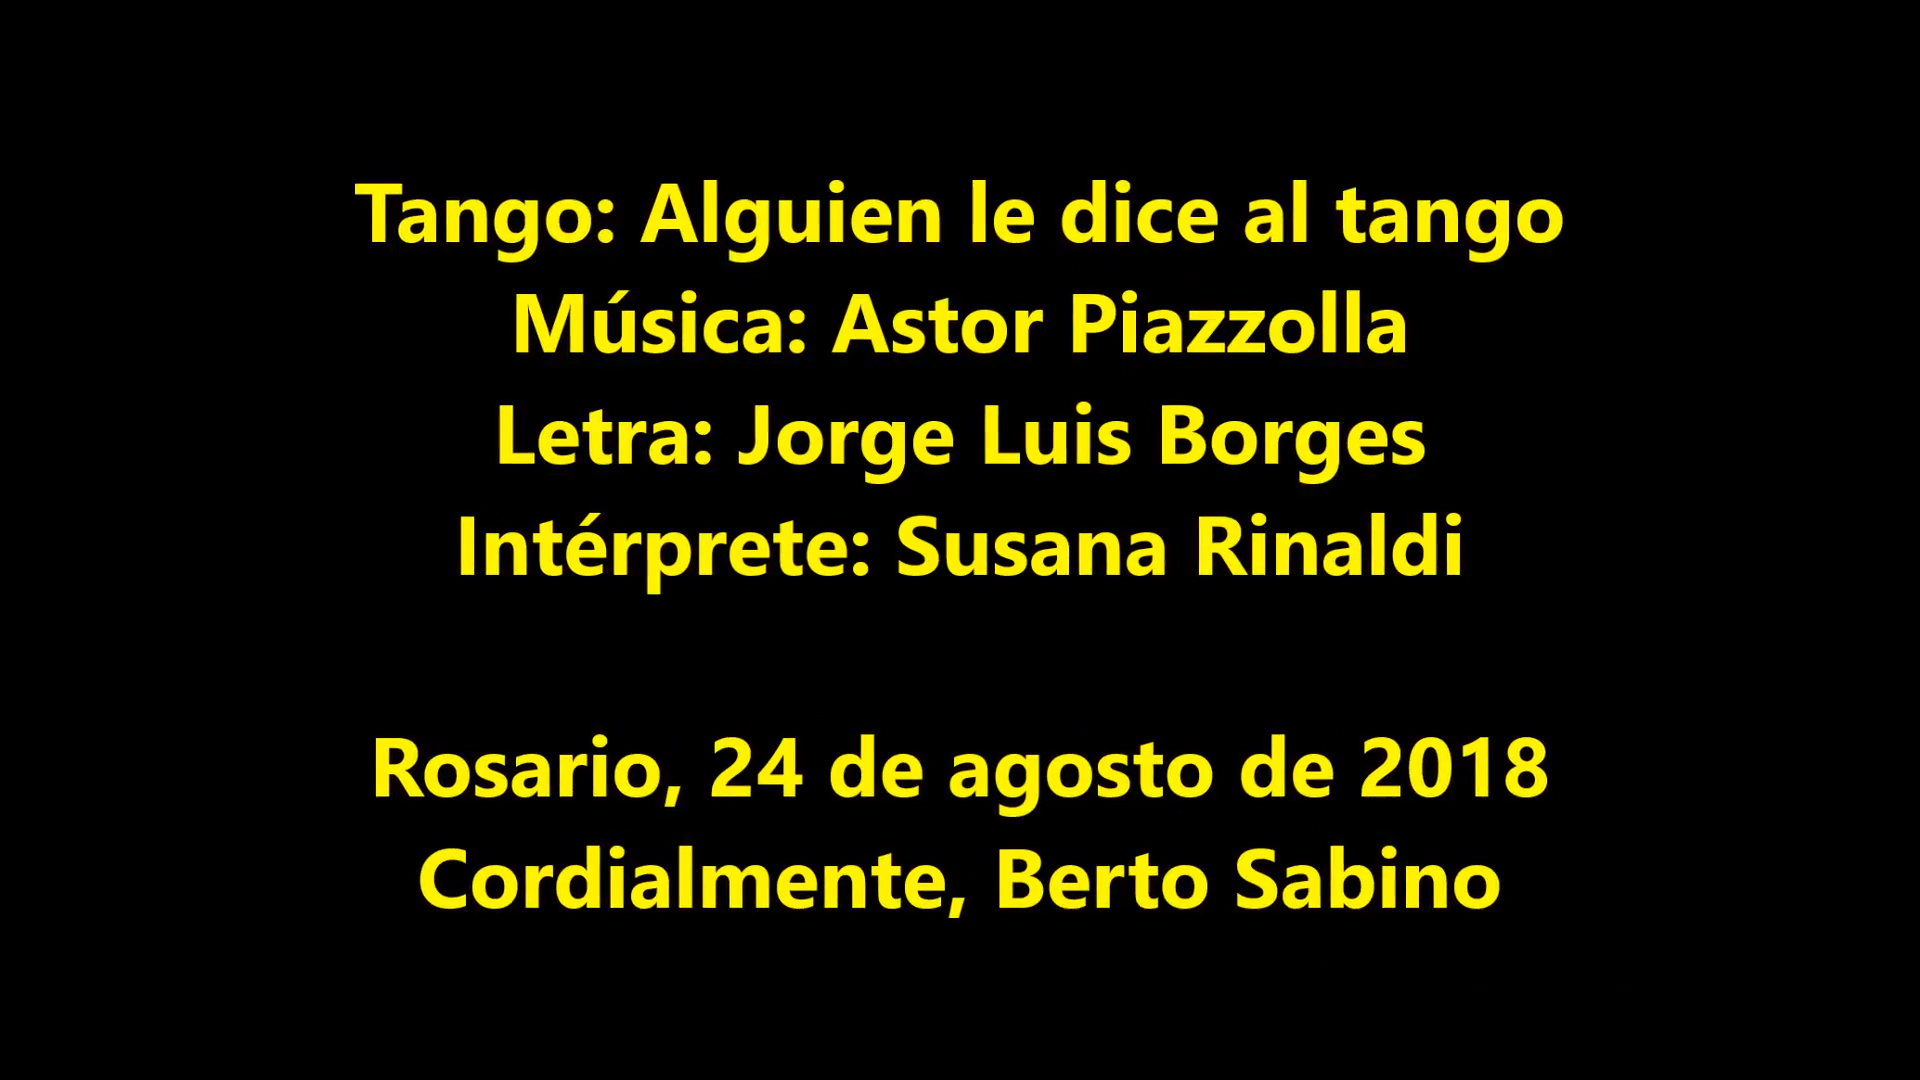 Tango: Alguien le dice al tango
Música: Astor Piazzolla
Letra: Jorge Luis Borges
Intérprete: Susana Rinaldi
Rosario, 24 de agosto de 2018
Cordialmente, Berto Sabino